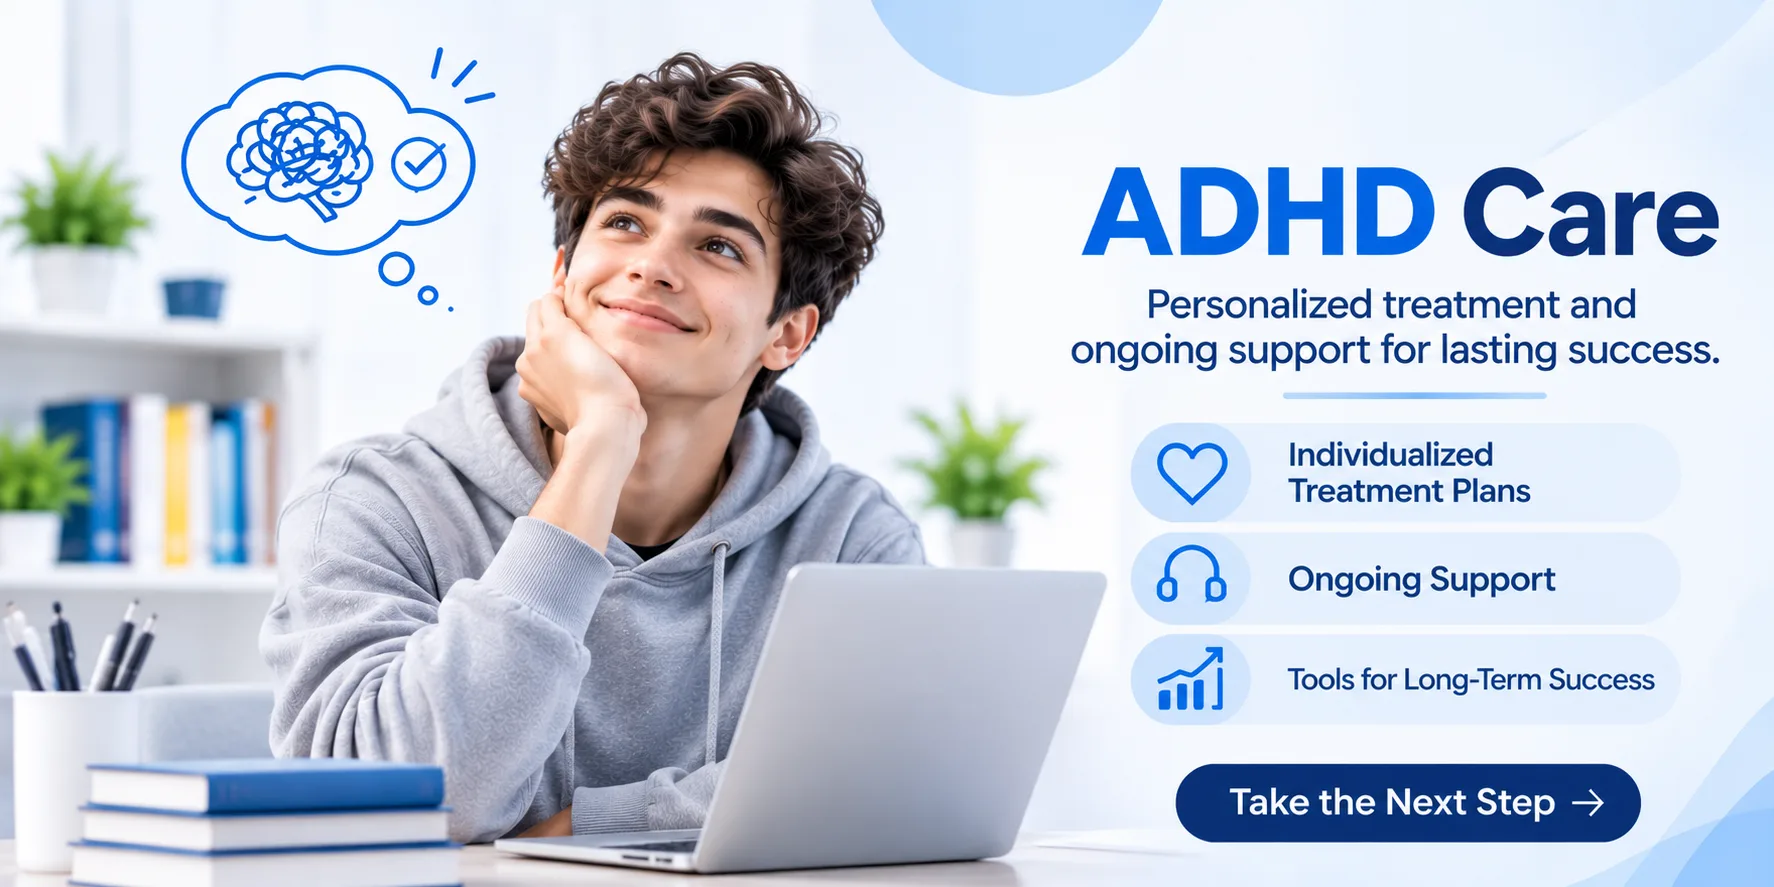 ADHD Care
Personalized treatment and
ongoing support for lasting success.
Individualized
Treatment Plans
Ongoing Support
Tools for Long-Term Success
Take the Next Step →